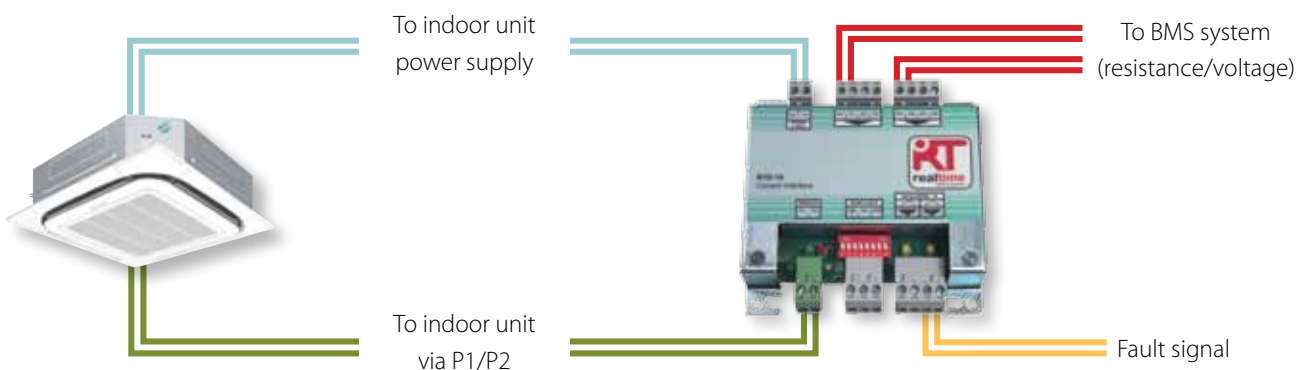 To indoor unit
power supply
To BMS system
(resistance/voltage)
RT
realtime
To indoor unit
via P1/P2
Fault signal